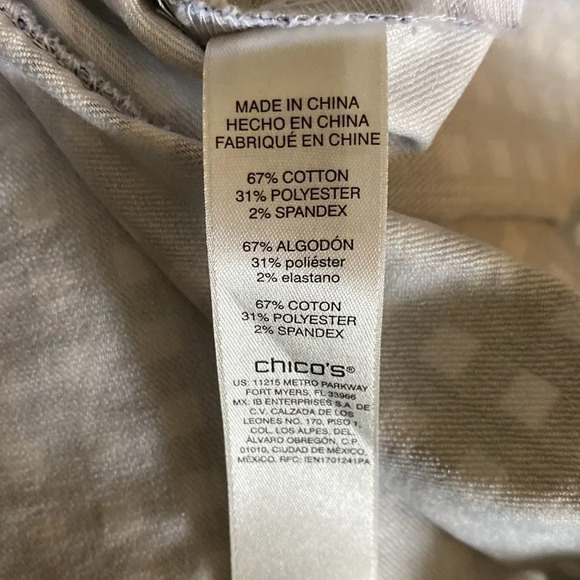 MADE IN CHINA
HECHO EN CHINA
FABRIQUÉ EN CHINE
67% COTTON
31% POLYESTER
2% SPANDEX
67% ALGODÓN
31% poliéster
2% elastano
67% COTON
31% POLYESTER
2% SPANDEX
chico's®
US: 11215 METRO PARKWAY
FORT MYERS, FL 33966
MX: IB ENTERPRISES S.A. DE
C.V. CALZADA DE LOS
LEONES NO. 170, PISO 1,
COL. LOS ALPES, DEL.
ÁLVARO OBREGÓN, C.P.
01010, CIUDAD DE MÉXICO,
MÉXICO. RFC: IEN1701241PA